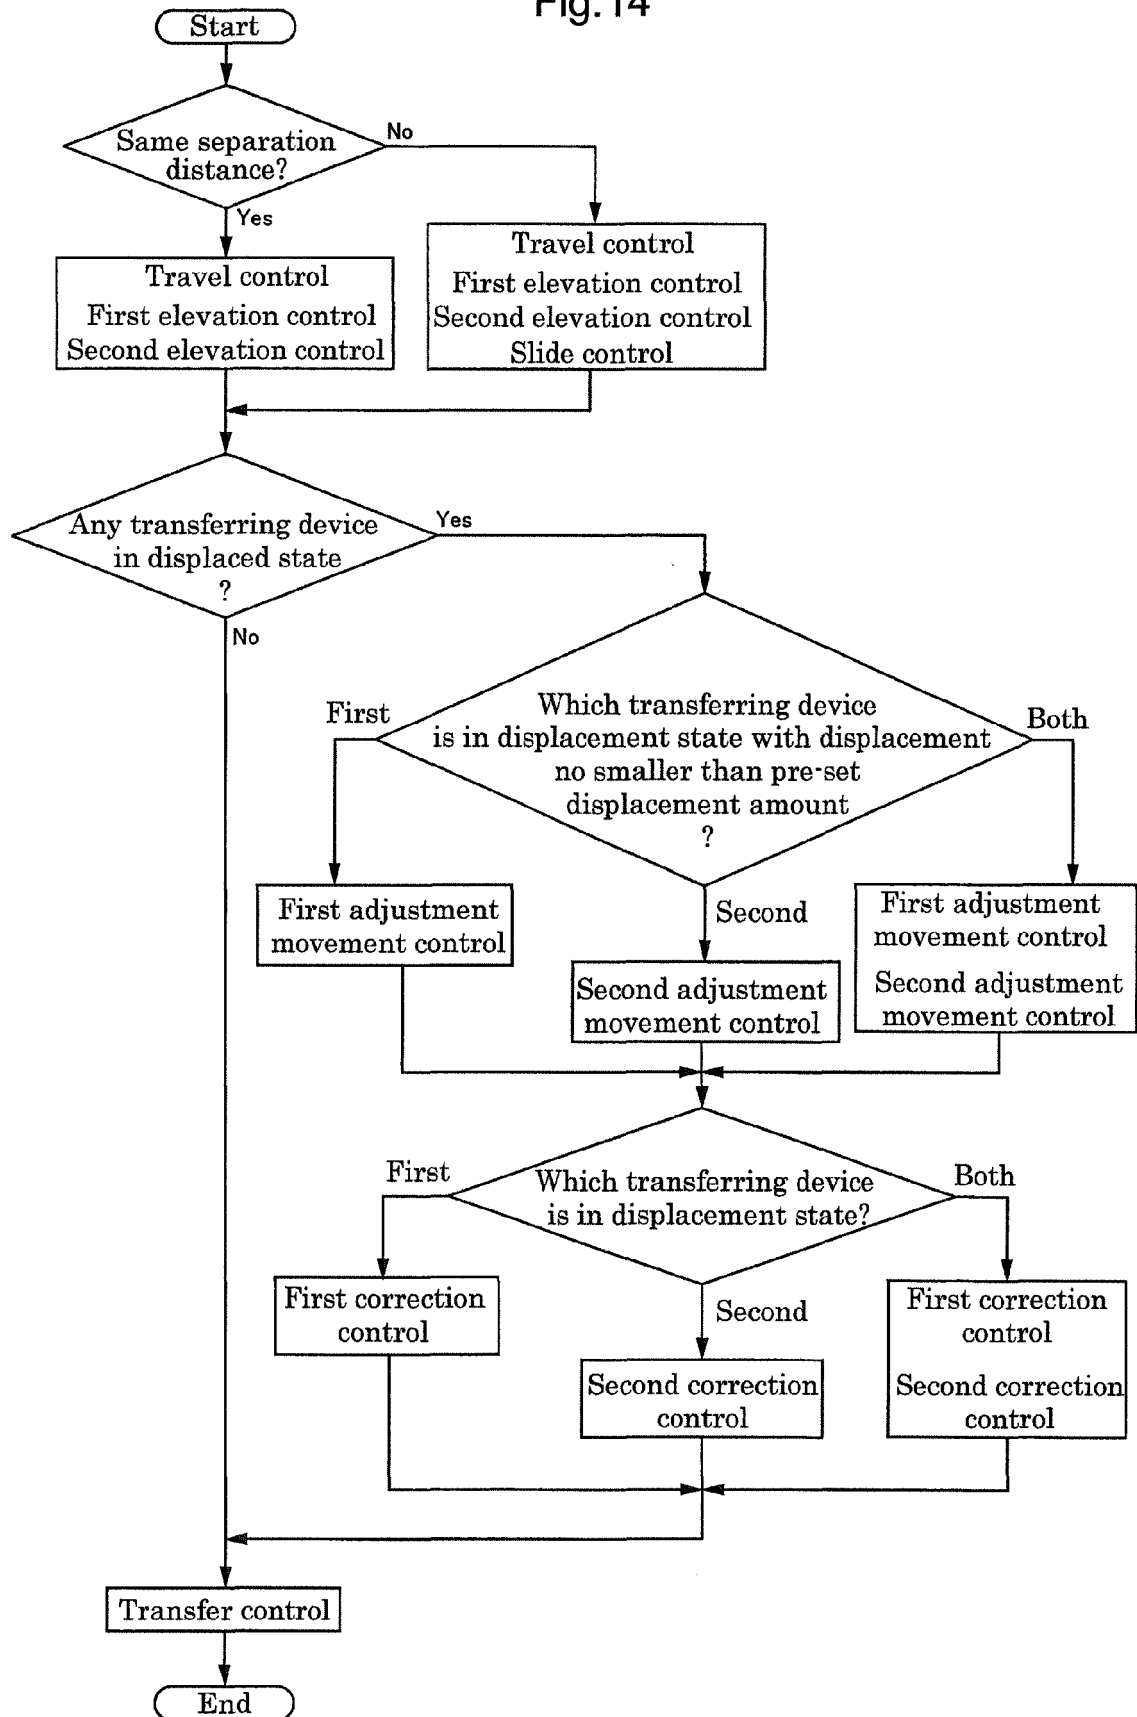 Fig.14
Start
Same separation
distance?
No
Yes
Travel control
First elevation control
Second elevation control
Travel control
First elevation control
Second elevation control
Slide control
Any transferring device
in displaced state
?
Yes
No
Which transferring device
is in displacement state with displacement
no smaller than pre-set
displacement amount
?
First
Both
Second
First adjustment
movement control
Second adjustment
movement control
First adjustment
movement control
Second adjustment
movement control
Which transferring device
is in displacement state?
First
Both
Second
First correction
control
Second correction
control
First correction
control
Second correction
control
Transfer control
End